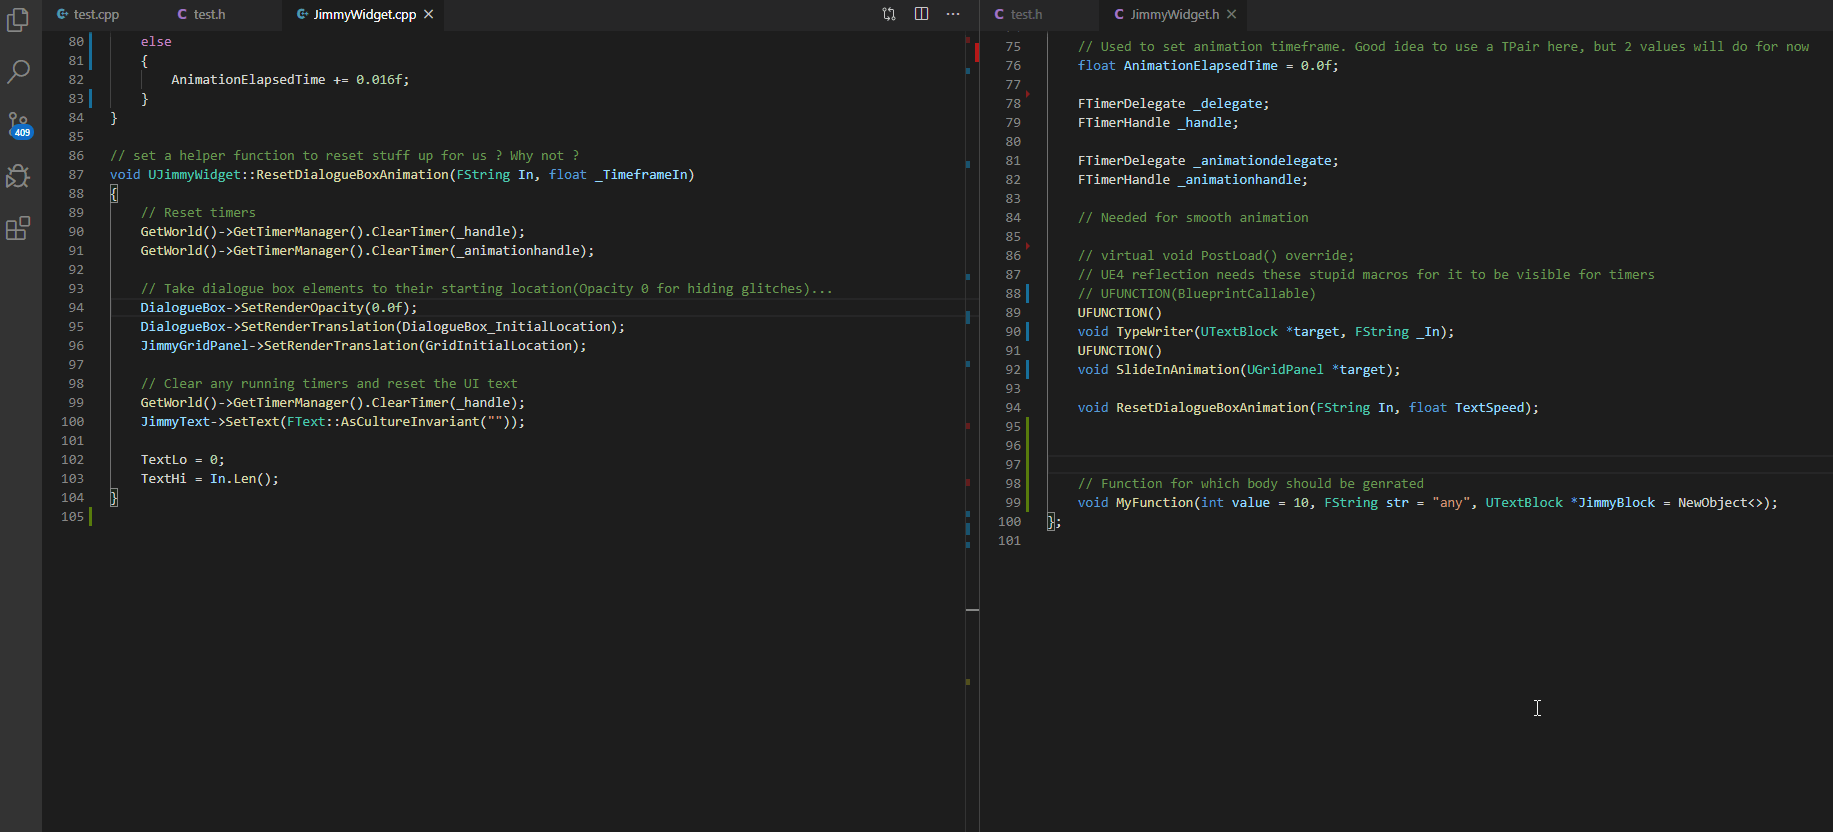 test.cpp
test.h
JimmyWidget.cpp
test.h
JimmyWidget.h
409
80 else
81 {
82 AnimationElapsedTime += 0.016f;
83 }
84 }
85
86 // set a helper function to reset stuff up for us ? Why not ?
87 void UJimmyWidget::ResetDialogueBoxAnimation(FString In, float _TimeframeIn)
88 {
89 // Reset timers
90 GetWorld()->GetTimerManager().ClearTimer(_handle);
91 GetWorld()->GetTimerManager().ClearTimer(_animationhandle);
92
93 // Take dialogue box elements to their starting location(Opacity 0 for hiding glitches)...
94 DialogueBox->SetRenderOpacity(0.0f);
95 DialogueBox->SetRenderTranslation(DialogueBox_InitialLocation);
96 JimmyGridPanel->SetRenderTranslation(GridInitialLocation);
97
98 // Clear any running timers and reset the UI text
99 GetWorld()->GetTimerManager().ClearTimer(_handle);
100 JimmyText->SetText(FText::AsCultureInvariant(""));
101
102 TextLo = 0;
103 TextHi = In.Len();
104 }
105
75 // Used to set animation timeframe. Good idea to use a TPair here, but 2 values will do for now
76 float AnimationElapsedTime = 0.0f;
77
78 FTimerDelegate _delegate;
79 FTimerHandle _handle;
80
81 FTimerDelegate _animationdelegate;
82 FTimerHandle _animationhandle;
83
84 // Needed for smooth animation
85
86 // virtual void PostLoad() override;
87 // UE4 reflection needs these stupid macros for it to be visible for timers
88 // UFUNCTION(BlueprintCallable)
89 UFUNCTION()
90 void TypeWriter(UTextBlock *target, FString _In);
91 UFUNCTION()
92 void SlideInAnimation(UGridPanel *target);
93
94 void ResetDialogueBoxAnimation(FString In, float TextSpeed);
95
96
97
98 // Function for which body should be genrated
99 void MyFunction(int value = 10, FString str = "any", UTextBlock *JimmyBlock = NewObject<>);
100 };
101